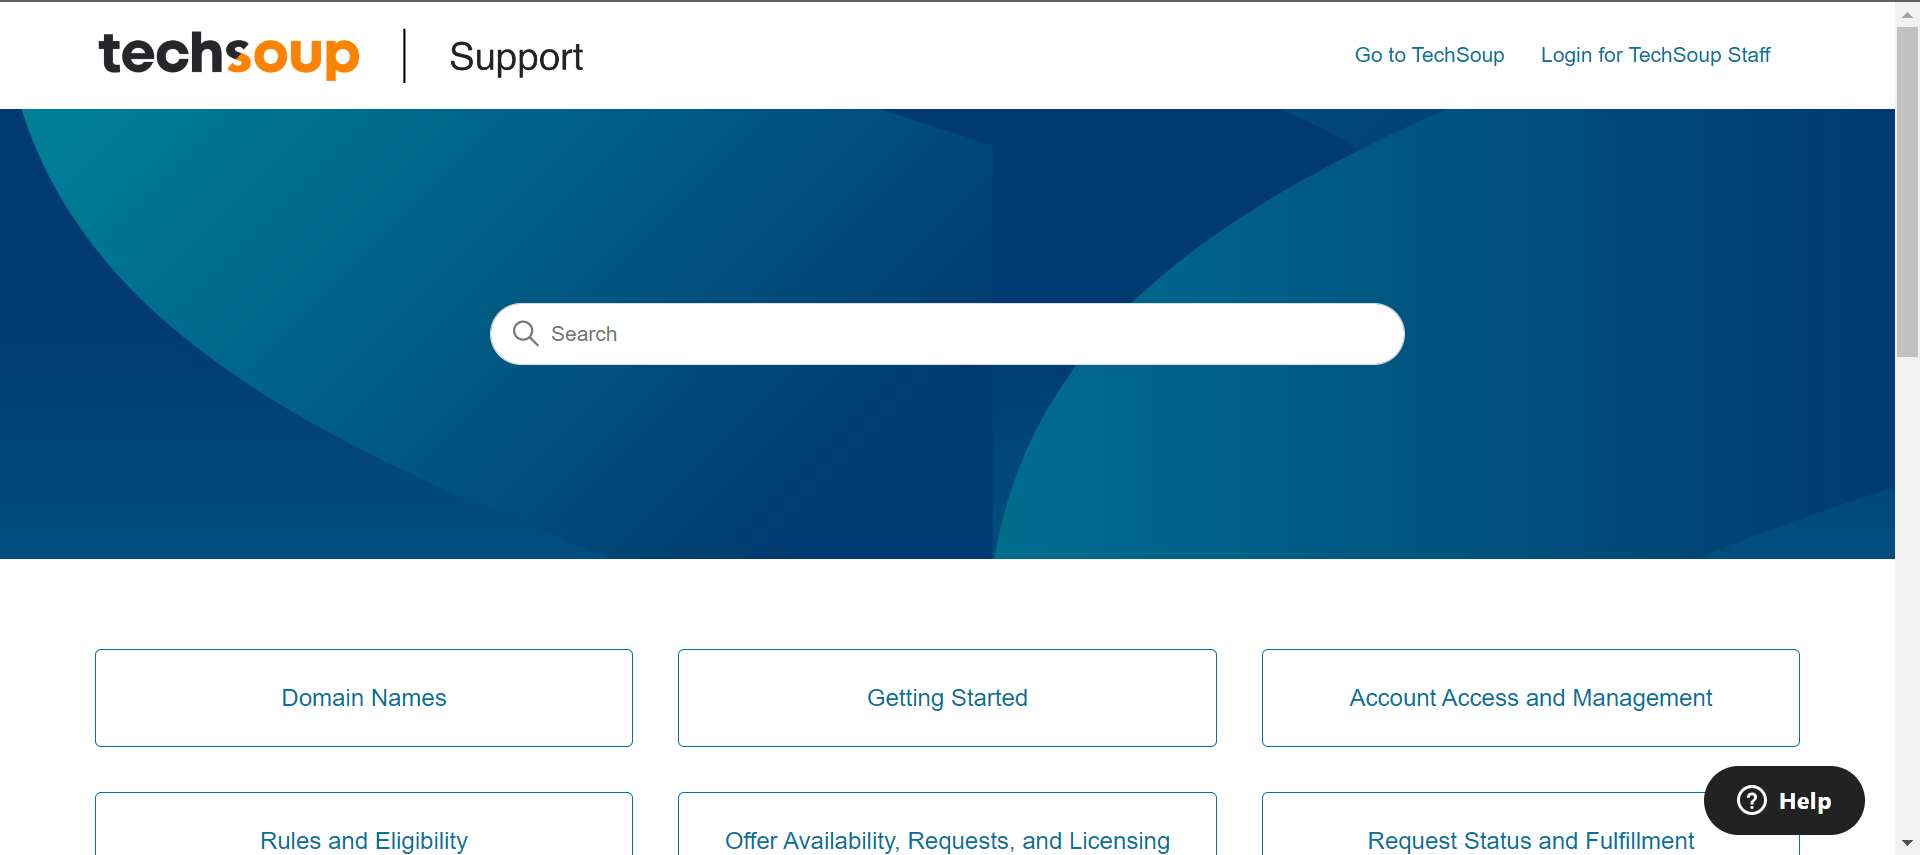 techsoup Support Go to TechSoup Login for TechSoup Staff
Search
Domain Names Getting Started Account Access and Management
Help
Rules and Eligibility Offer Availability, Requests, and Licensing Request Status and Fulfillment